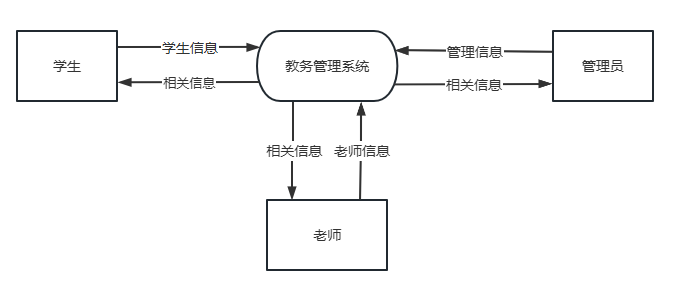 学生
学生信息
相关信息
教务管理系统
管理信息
相关信息
管理员
相关信息
老师信息
老师